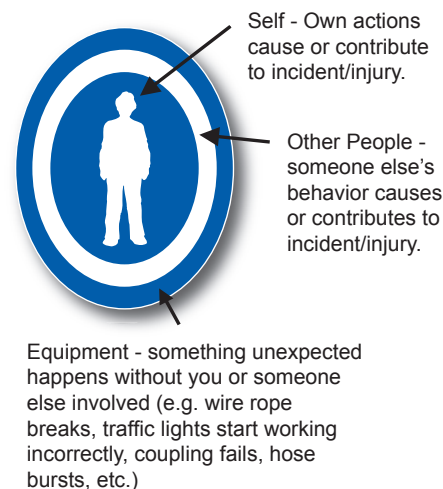 Self - Own actions
cause or contribute
to incident/injury.
Other People -
someone else's
behavior causes
or contributes to
incident/injury.
Equipment - something unexpected
happens without you or someone
else involved (e.g. wire rope
breaks, traffic lights start working
incorrectly, coupling fails, hose
bursts, etc.)